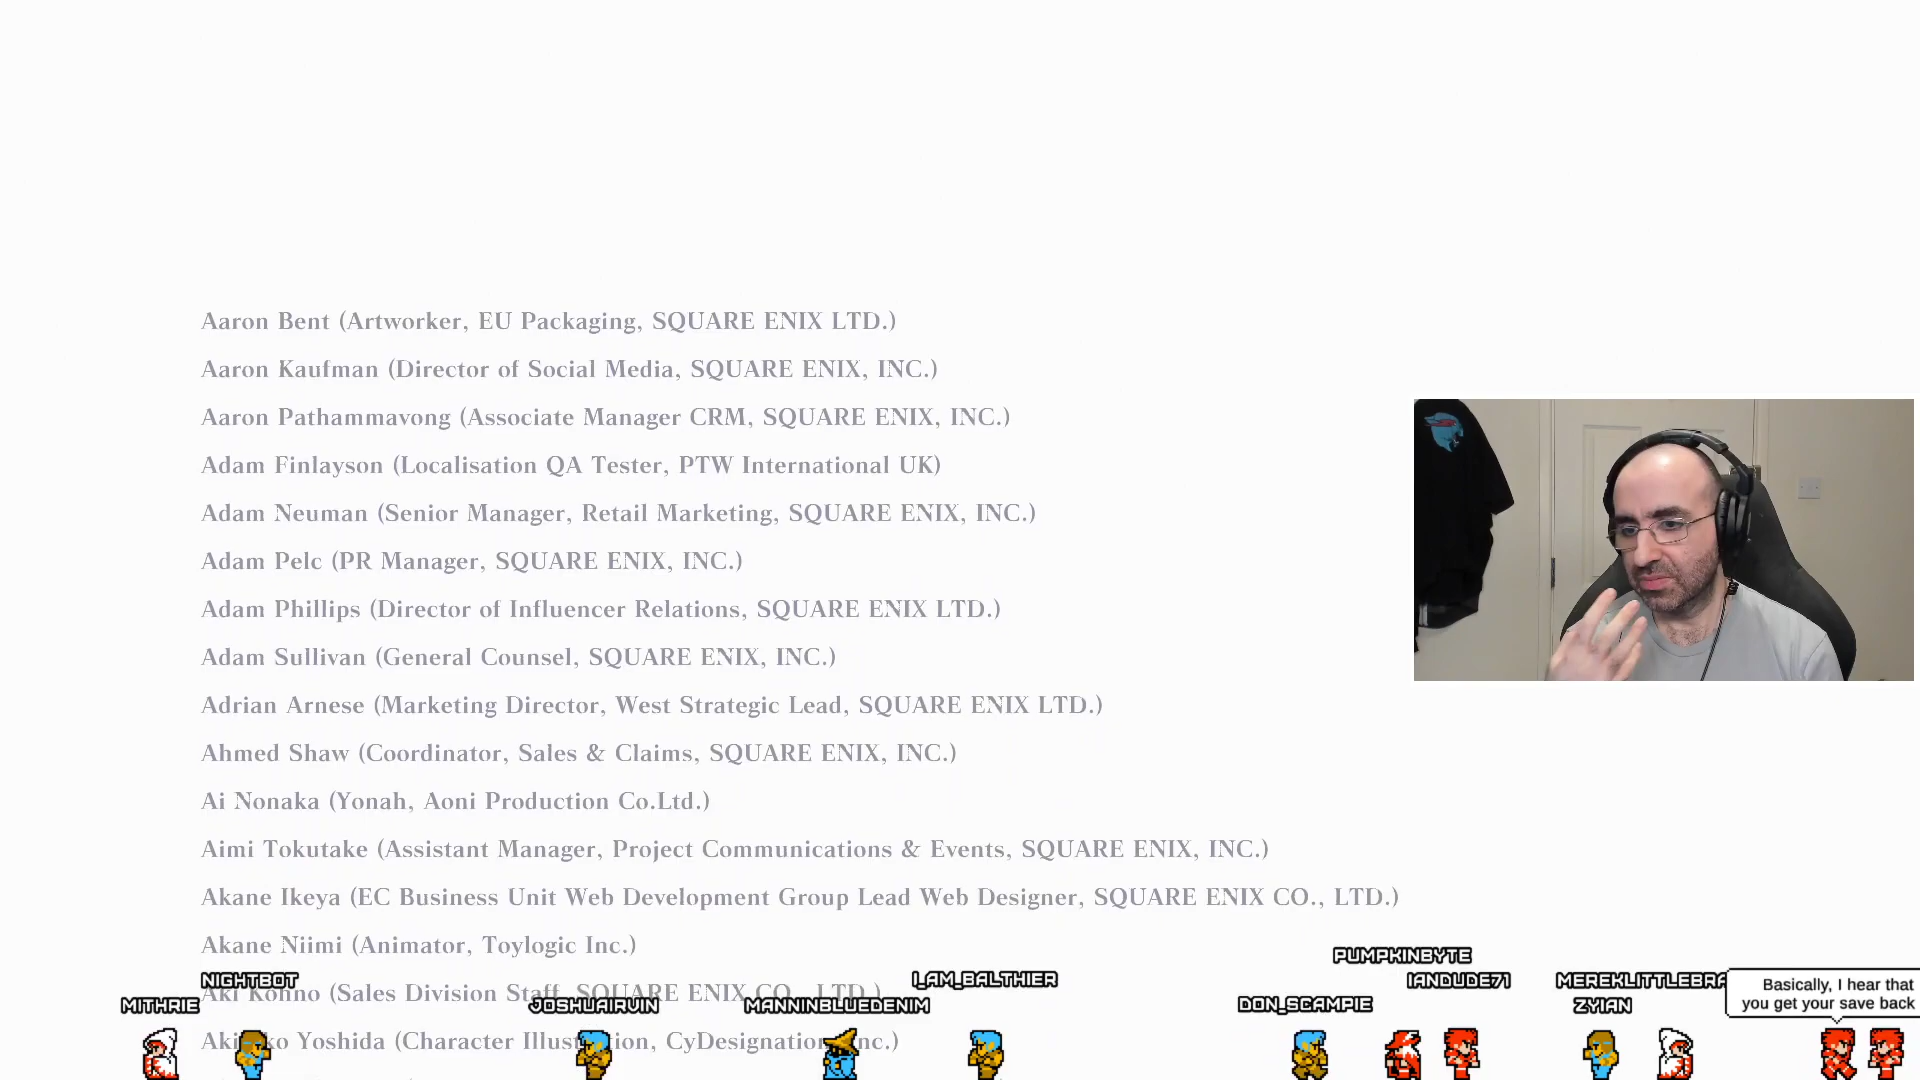 Aaron Bent (Artworker, EU Packaging, SQUARE ENIX LTD.)
Aaron Kaufman (Director of Social Media, SQUARE ENIX, INC.)
Aaron Pathammavong (Associate Manager CRM, SQUARE ENIX, INC.)
Adam Finlayson (Localisation QA Tester, PTW International UK)
Adam Neuman (Senior Manager, Retail Marketing, SQUARE ENIX, INC.)
Adam Pelc (PR Manager, SQUARE ENIX, INC.)
Adam Phillips (Director of Influencer Relations, SQUARE ENIX LTD.)
Adam Sullivan (General Counsel, SQUARE ENIX, INC.)
Adrian Arnese (Marketing Director, West Strategic Lead, SQUARE ENIX LTD.)
Ahmed Shaw (Coordinator, Sales & Claims, SQUARE ENIX, INC.)
Ai Nonaka (Yonah, Aoni Production Co.Ltd.)
Aimi Tokutake (Assistant Manager, Project Communications & Events, SQUARE ENIX, INC.)
Akane Ikeya (EC Business Unit Web Development Group Lead Web Designer, SQUARE ENIX CO., LTD.)
Akane Niimi (Animator, Toylogic Inc.)
PUMPKINBYTE
NIGHTBOT
I_AM_BALTHIER
IANDUDE71
MEREKLITTLEBRA
Aki Kohno (Sales Division Staff, SQUARE ENIX CO., LTD.)
MITHRIE
JOSHUAIRVIN
MANNINBLUEDENIM
DON_SCAMPIE
ZYIAN
Basically, I hear that
you get your save back
Yoshida (Character CyDesignation